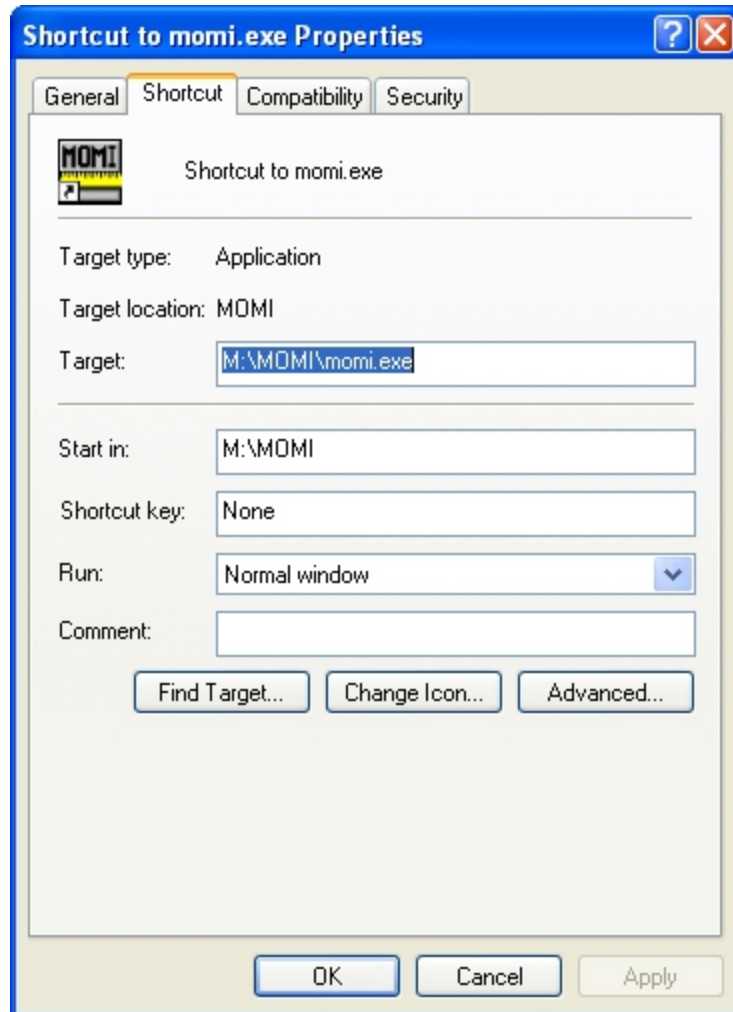 Shortcut to momi.exe Properties
?
General Shortcut Compatibility Security
MOMI
Shortcut to momi.exe
Target type: Application
Target location: MOMI
Target: M:\MOMI\momi.exe
Start in: M:\MOMI
Shortcut key: None
Run: Normal window
Comment:
Find Target... Change Icon... Advanced...
OK Cancel Apply